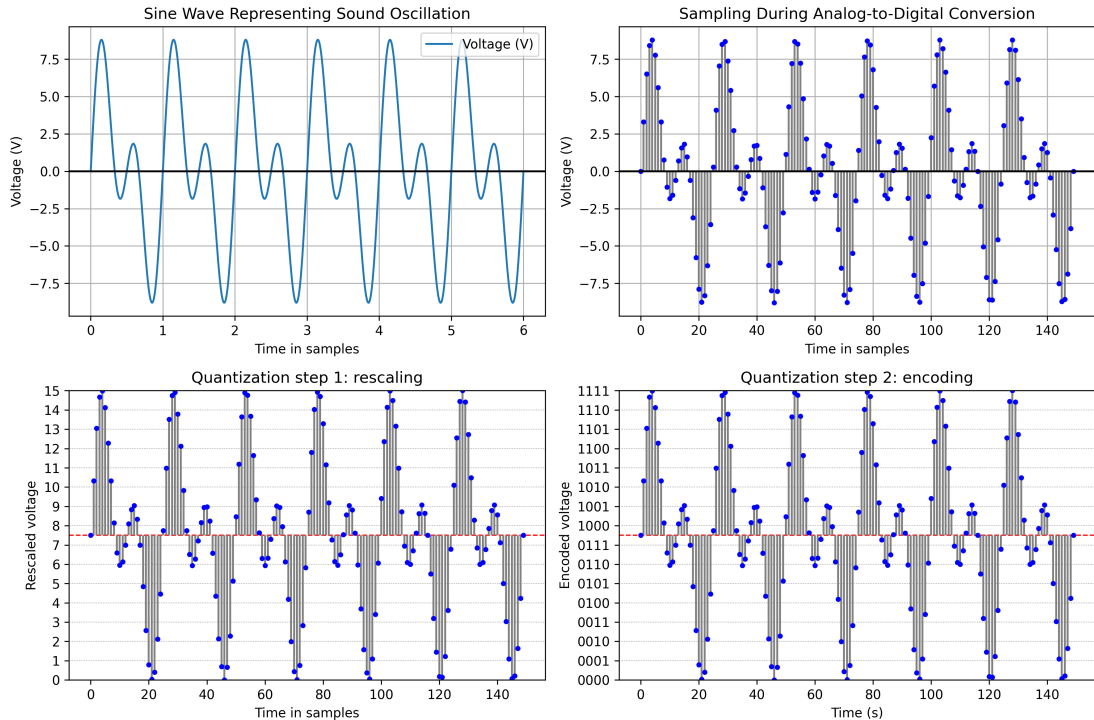 Sine Wave Representing Sound Oscillation
Voltage (V)
7.5
5.0
2.5
0.0
−2.5
−5.0
−7.5
Voltage (V)
0 1 2 3 4 5 6
Time in samples
Sampling During Analog-to-Digital Conversion
7.5
5.0
2.5
0.0
−2.5
−5.0
−7.5
Voltage (V)
0 20 40 60 80 100 120 140
Time in samples
Quantization step 1: rescaling
15
14
13
12
11
10
9
8
7
6
5
4
3
2
1
0
Rescaled voltage
0 20 40 60 80 100 120 140
Time in samples
Quantization step 2: encoding
1111
1110
1101
1100
1011
1010
1001
1000
0111
0110
0101
0100
0011
0010
0001
0000
Encoded voltage
0 20 40 60 80 100 120 140
Time (s)